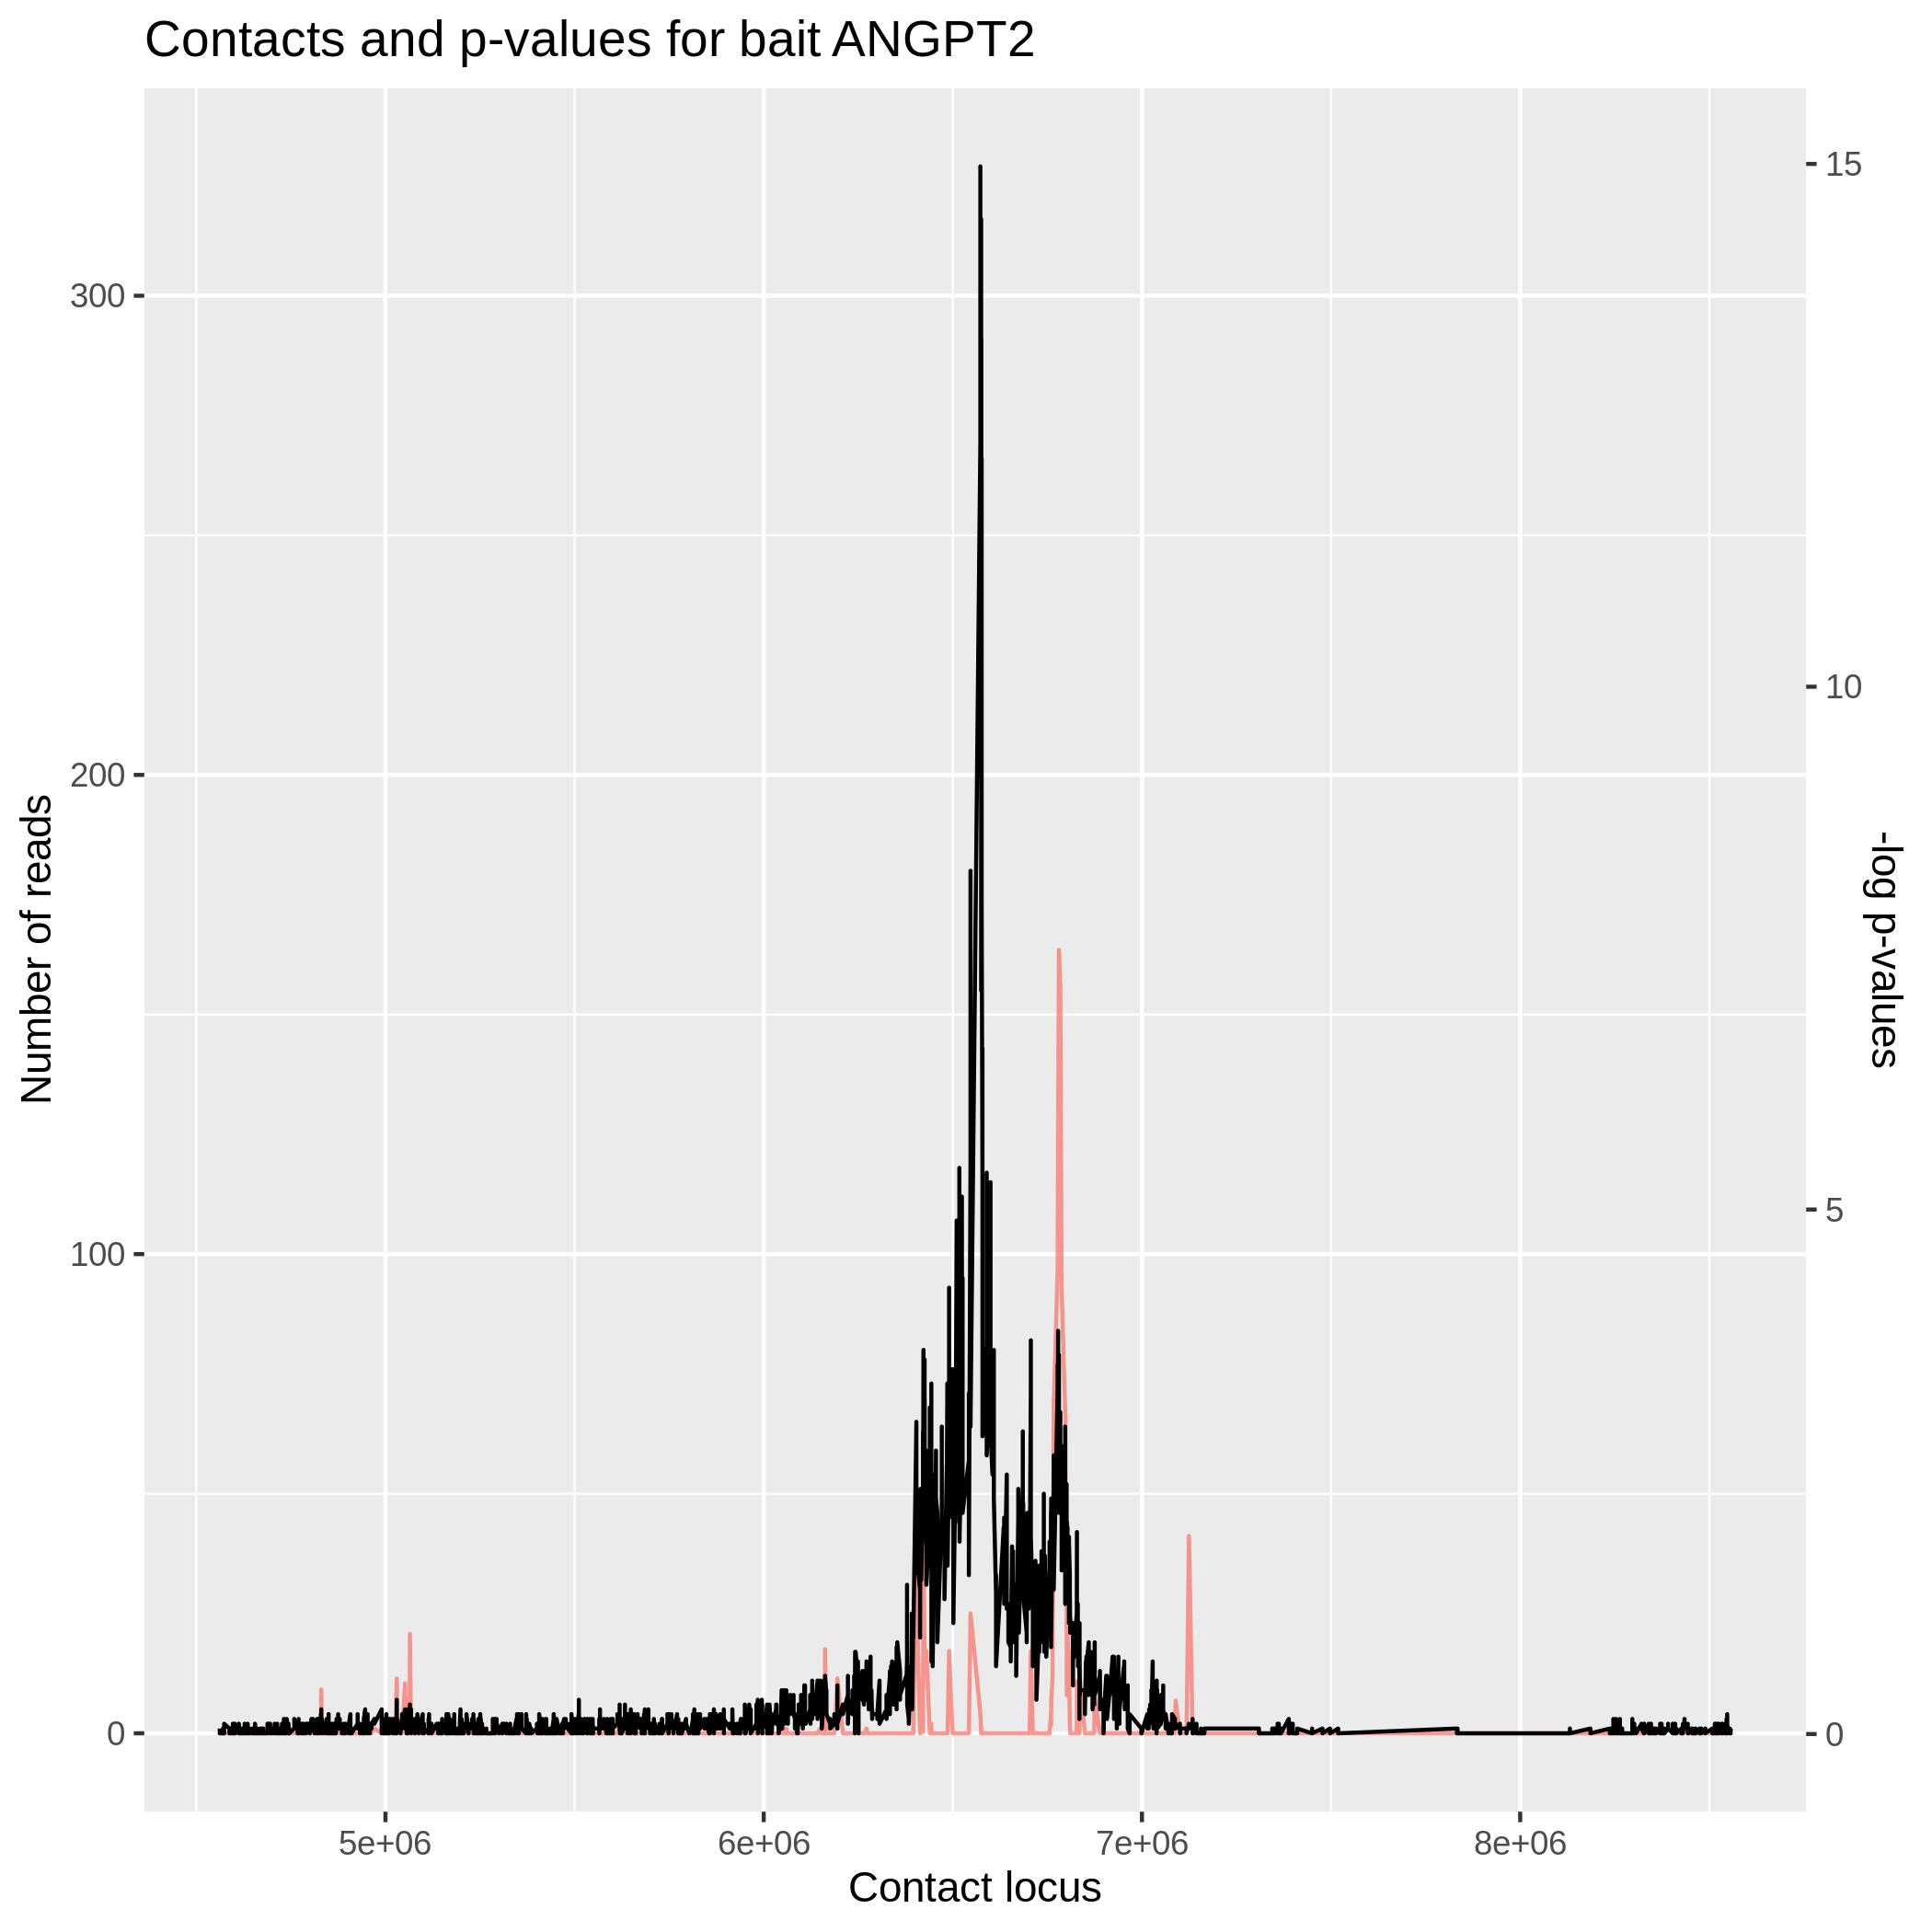 Contacts and p-values for bait ANGPT2
15
300
10
200
Number of reads
-log p-values
5
100
0
0
5e+06
6e+06
7e+06
8e+06
Contact locus